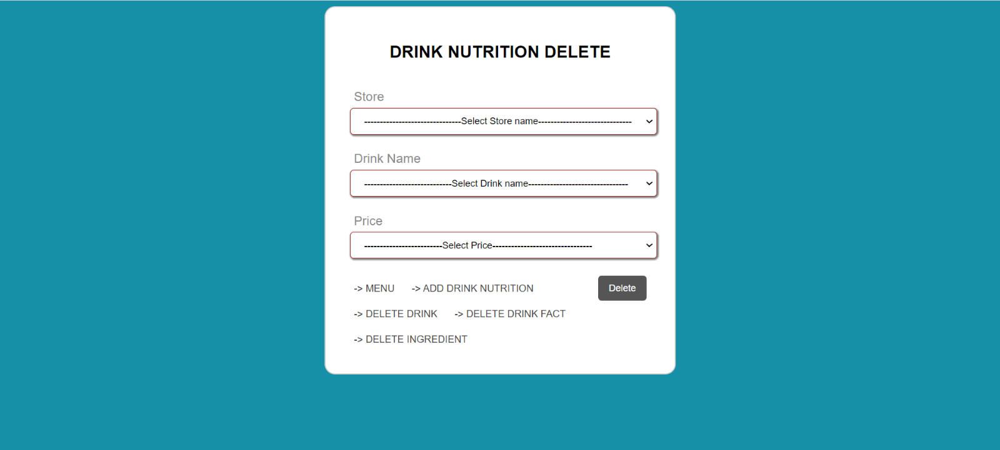 DRINK NUTRITION DELETE
Store
-------------------------------Select Store name------------------------------
Drink Name
----------------------------Select Drink name--------------------------------
Price
-------------------------Select Price--------------------------------
-> MENU -> ADD DRINK NUTRITION Delete
-> DELETE DRINK -> DELETE DRINK FACT
-> DELETE INGREDIENT